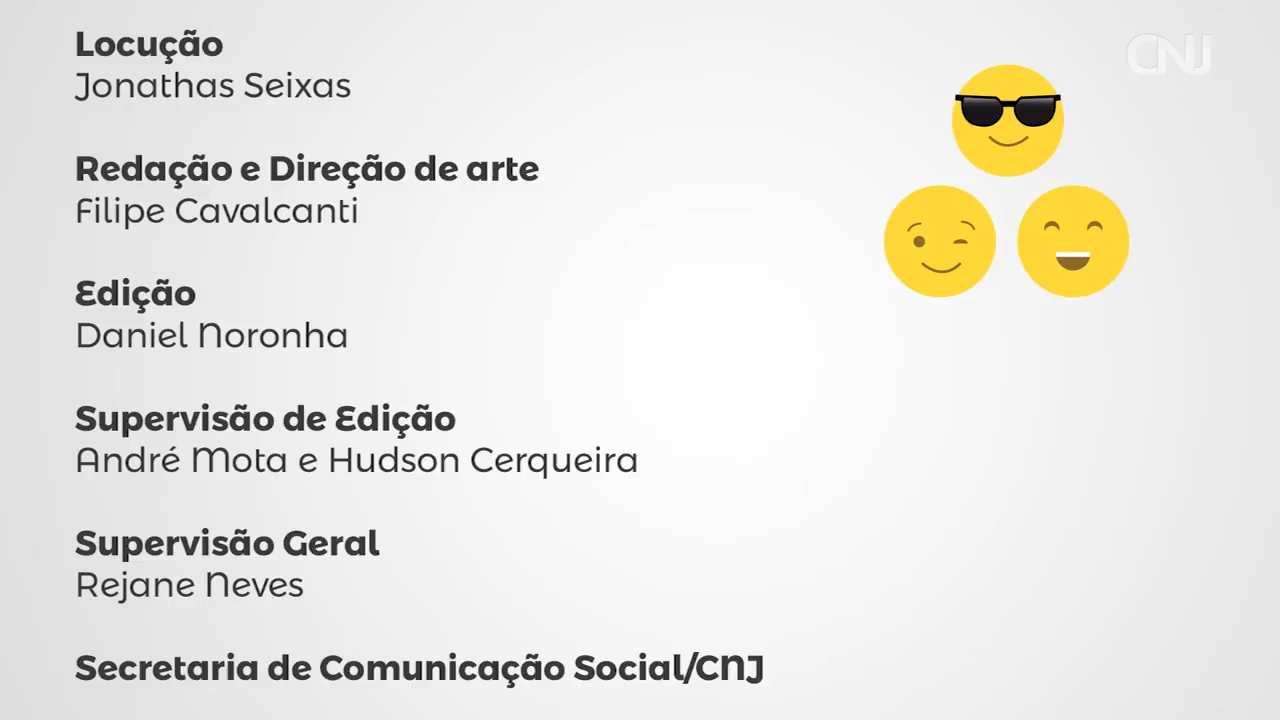 Locução
Jonathas Seixas
Redação e Direção de arte
Filipe Cavalcanti
Edição
Daniel Noronha
Supervisão de Edição
André Mota e Hudson Cerqueira
Supervisão Geral
Rejane Neves
Secretaria de Comunicação Social/CNJ
CNJ